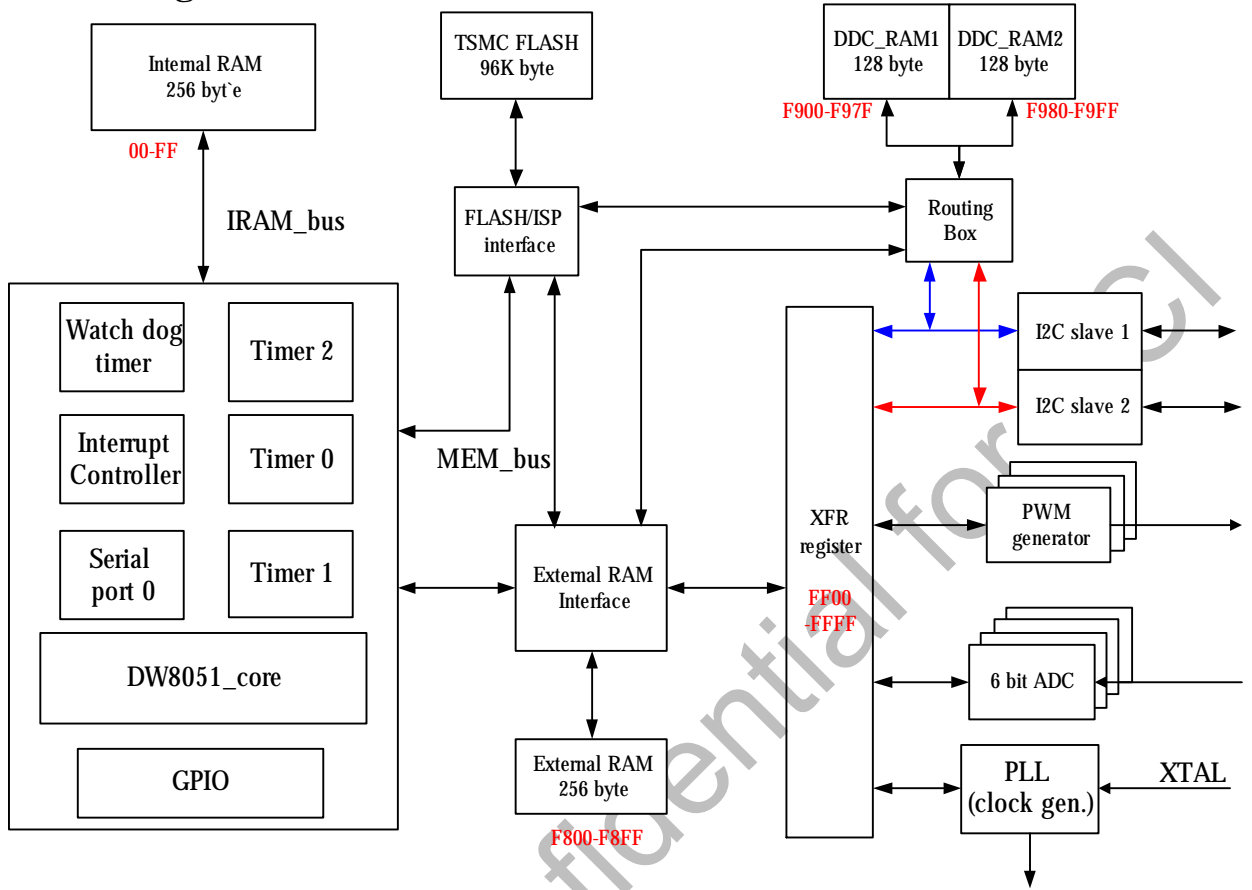 Internal RAM
256 byt`e
00-FF
TSMC FLASH
96K byte
DDC_RAM1
128 byte
DDC_RAM2
128 byte
F900-F97F
F980-F9FF
IRAM_bus
FLASH/ISP
interface
Routing
Box
Watch dog
timer
Timer 2
Interrupt
Controller
Timer 0
Serial
port 0
Timer 1
DW8051_core
GPIO
MEM_bus
External RAM
Interface
External RAM
256 byte
F800-F8FF
XFR
register
FF00
-FFFF
I2C slave 1
I2C slave 2
PWM
generator
6 bit ADC
PLL
(clock gen.)
XTAL
fidential for CI